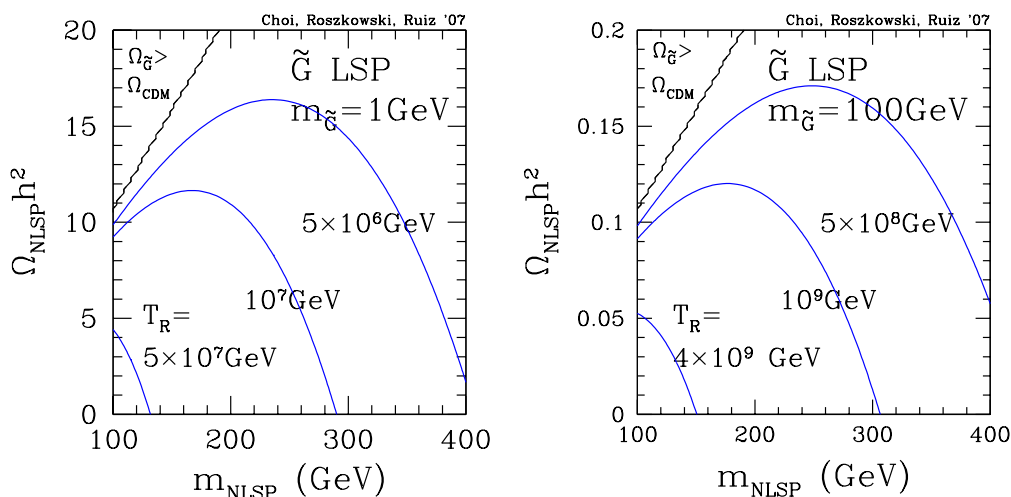 Choi, Roszkowski, Ruiz '07
20
15
10
5
0
Ω_G̃>
Ω_CDM
G̃ LSP
m_G̃=1GeV
5×10⁶GeV
10⁷GeV
T_R=
5×10⁷GeV
Ω_NLSP h²
100 200 300 400
m_NLSP (GeV)
Choi, Roszkowski, Ruiz '07
0.2
0.15
0.1
0.05
0
Ω_G̃>
Ω_CDM
G̃ LSP
m_G̃=100GeV
5×10⁸GeV
10⁹GeV
T_R=
4×10⁹ GeV
Ω_NLSP h²
100 200 300 400
m_NLSP (GeV)